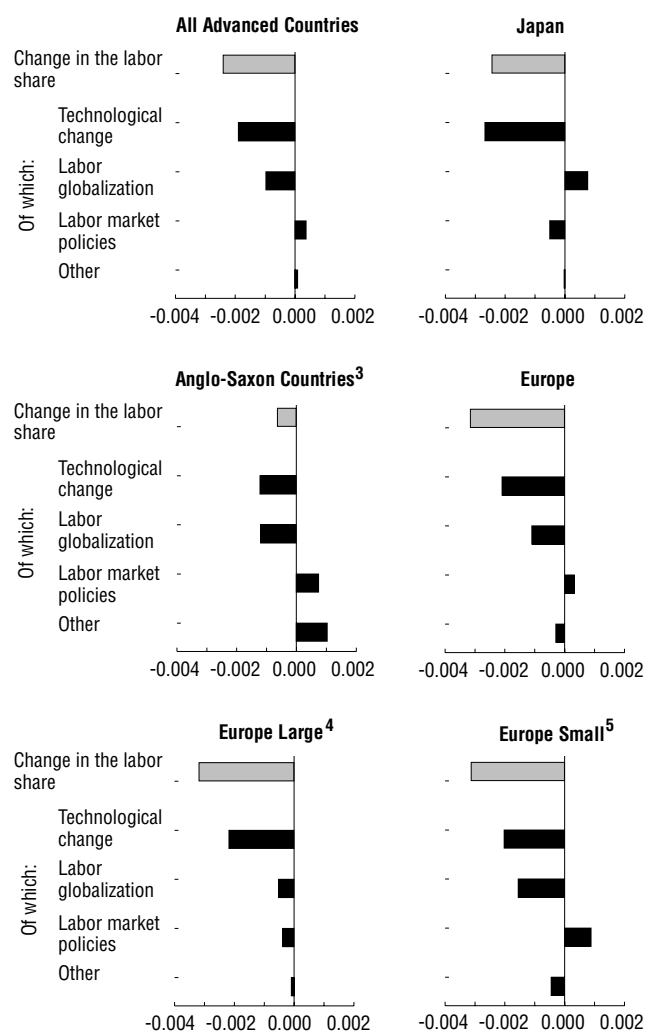 All Advanced Countries
Change in the labor
share
Of which:
Technological
change
Labor
globalization
Labor market
policies
Other
-0.004 -0.002 0.000 0.002
Japan
-0.004 -0.002 0.000 0.002
Anglo-Saxon Countries3
Change in the labor
share
Of which:
Technological
change
Labor
globalization
Labor market
policies
Other
-0.004 -0.002 0.000 0.002
Europe
-0.004 -0.002 0.000 0.002
Europe Large4
Change in the labor
share
Of which:
Technological
change
Labor
globalization
Labor market
policies
Other
-0.004 -0.002 0.000 0.002
Europe Small5
-0.004 -0.002 0.000 0.002